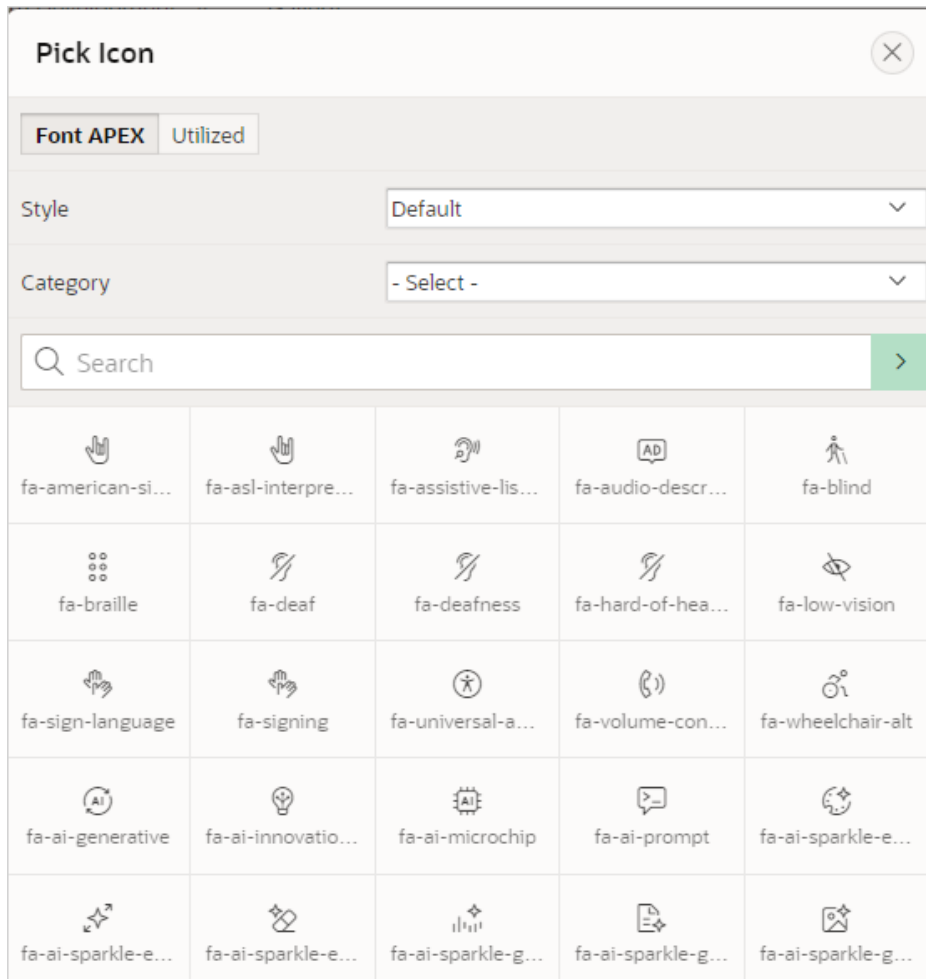 Pick Icon
Font APEX Utilized
Style Default
Category - Select -
Search
AD
fa-american-si... fa-asl-interpre... fa-assistive-lis... fa-audio-descr... fa-blind
fa-braille fa-deaf fa-deafness fa-hard-of-hea... fa-low-vision
fa-sign-language fa-signing fa-universal-a... fa-volume-con... fa-wheelchair-alt
AI AI
fa-ai-generative fa-ai-innovatio... fa-ai-microchip fa-ai-prompt fa-ai-sparkle-e...
fa-ai-sparkle-e... fa-ai-sparkle-e... fa-ai-sparkle-g... fa-ai-sparkle-g... fa-ai-sparkle-g...